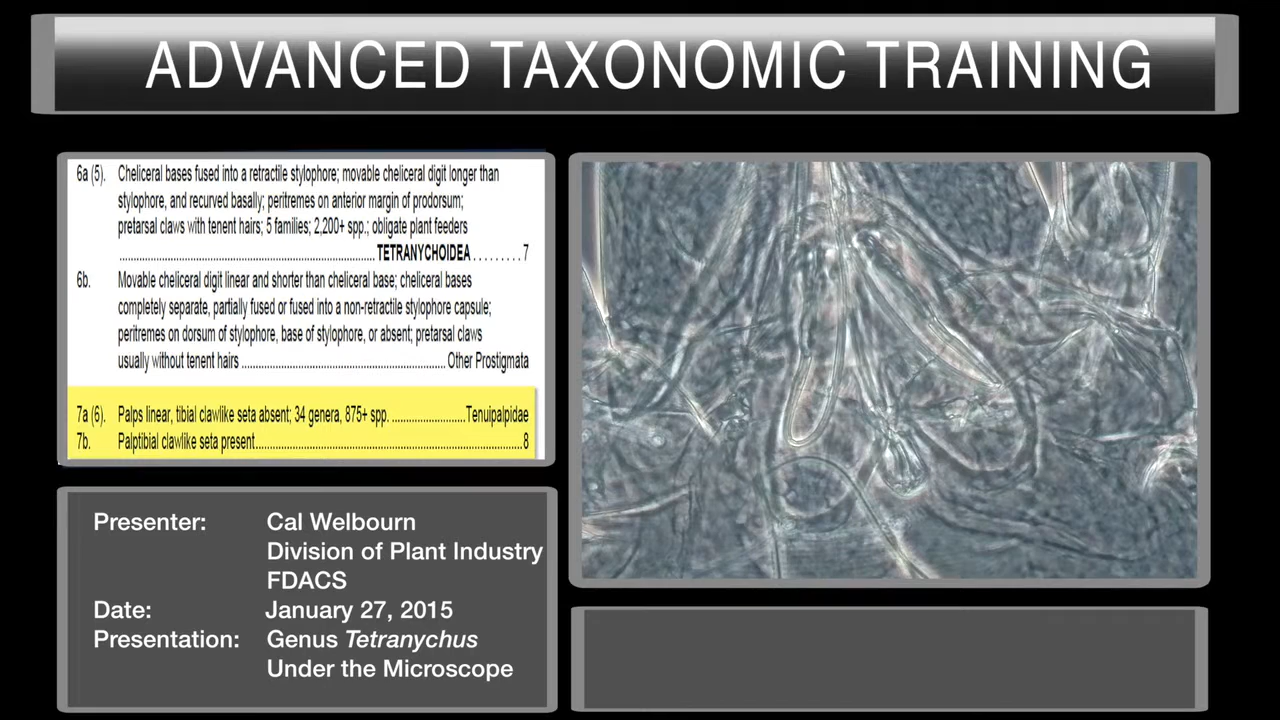 ADVANCED TAXONOMIC TRAINING
6a (5). Cheliceral bases fused into a retractile stylophore; movable cheliceral digit longer than
stylophore, and recurved basally; peritremes on anterior margin of prodorsum;
pretarsal claws with tenent hairs; 5 families; 2,200+ spp.; obligate plant feeders
...................................................................... TETRANYCHOIDEA . . . . . . . . . 7
6b. Movable cheliceral digit linear and shorter than cheliceral base; cheliceral bases
completely separate, partially fused or fused into a non-retractile stylophore capsule;
peritremes on dorsum of stylophore, base of stylophore, or absent; pretarsal claws
usually without tenent hairs ........................................................ Other Prostigmata
7a (6). Palps linear, tibial clawlike seta absent; 34 genera, 875+ spp. .....................Tenuipalpidae
7b. Palptibial clawlike seta present..........................................................................8
Presenter: Cal Welbourn
Division of Plant Industry
FDACS
Date: January 27, 2015
Presentation: Genus Tetranychus
Under the Microscope